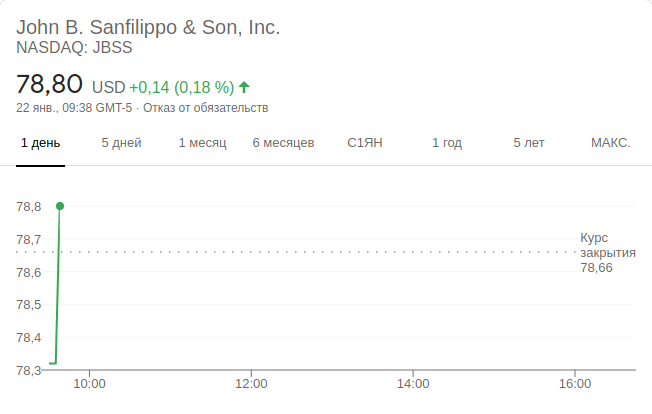 John B. Sanfilippo & Son, Inc.
NASDAQ: JBSS
78,80 USD +0,14 (0,18 %)
22 янв., 09:38 GMT-5 · Отказ от обязательств
1 день 5 дней 1 месяц 6 месяцев С1ЯН 1 год 5 лет МАКС.
78,8
78,7
78,6
78,5
78,4
78,3
Курс
закрытия
78,66
10:00 12:00 14:00 16:00